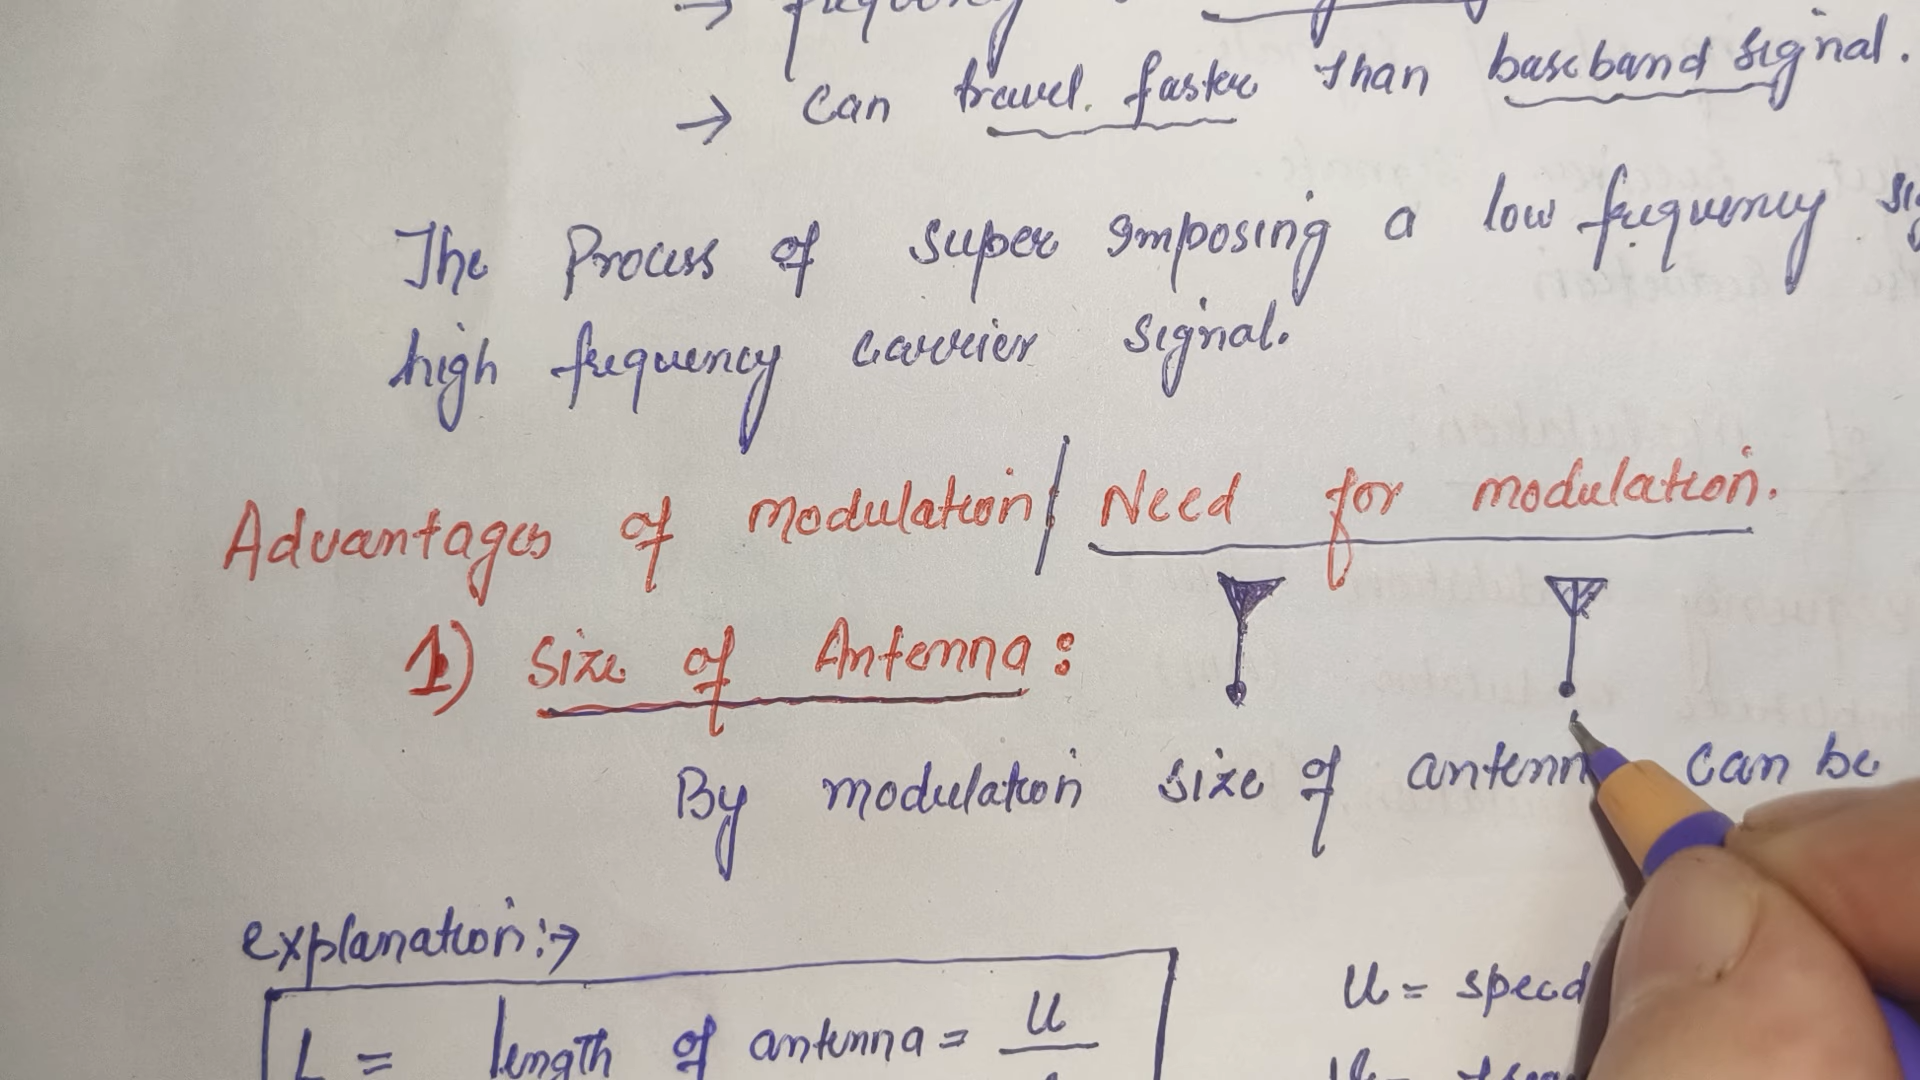 → frequency
→ can travel faster than baseband signal.
The Process of super imposing a low frequency
high frequency carrier signal.
Advantages of modulation / Need for modulation.
1) Size of Antenna:
By modulation size of antenn can be
explanation:→
L = length of antenna = u
u = speed